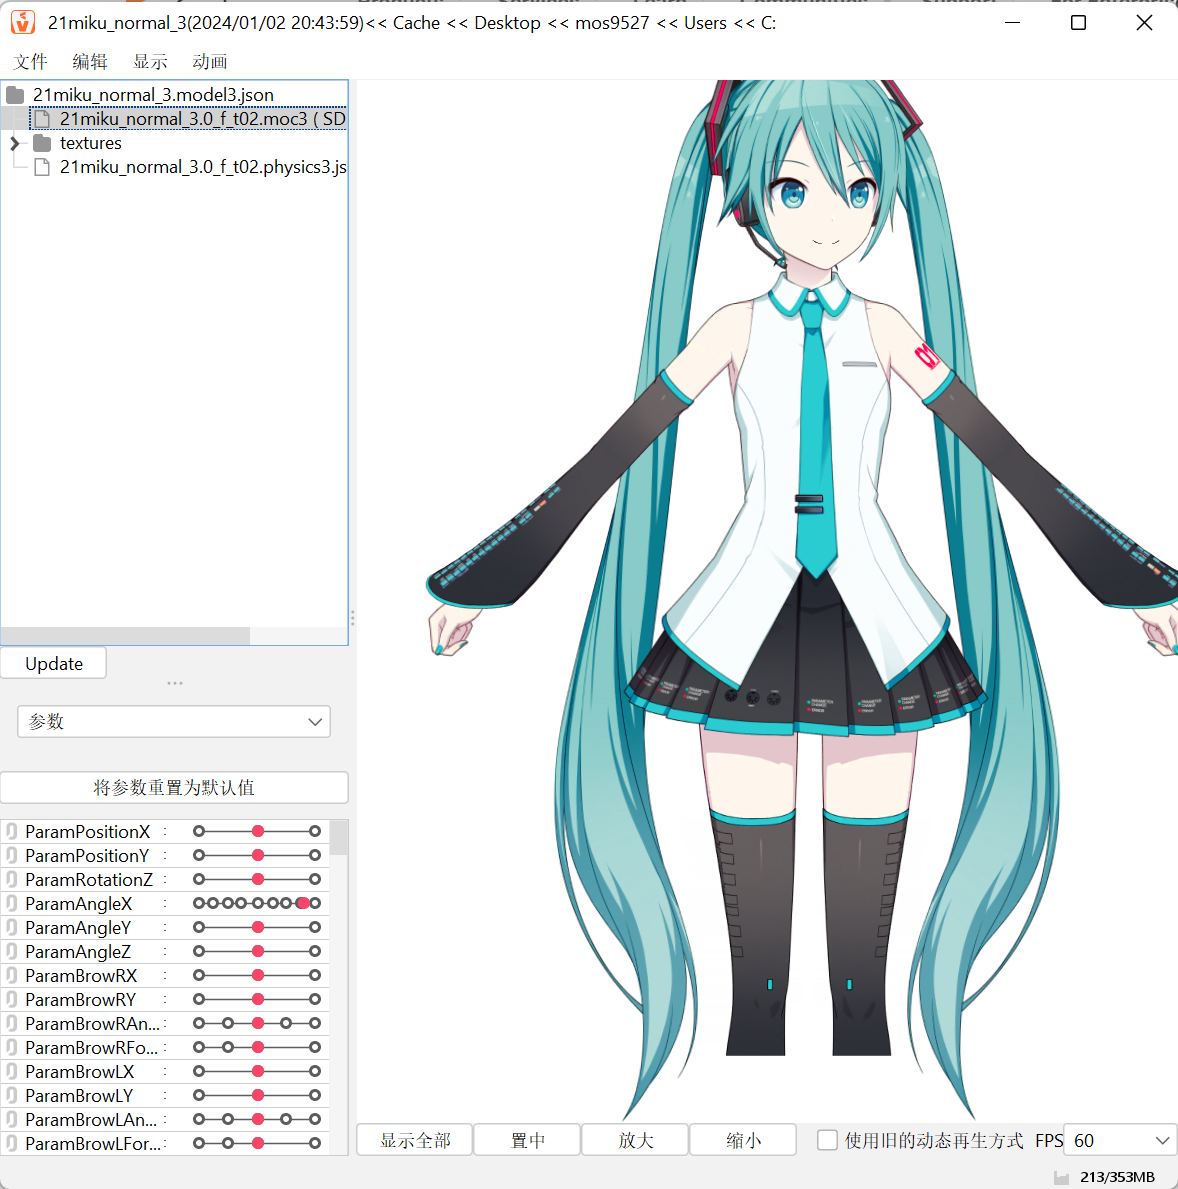 21miku_normal_3(2024/01/02 20:43:59)<< Cache << Desktop << mos9527 << Users << C:
文件 编辑 显示 动画
21miku_normal_3.model3.json
21miku_normal_3.0_f_t02.moc3 ( SD
textures
21miku_normal_3.0_f_t02.physics3.js
Update
参数
将参数重置为默认值
ParamPositionX :
ParamPositionY :
ParamRotationZ :
ParamAngleX :
ParamAngleY :
ParamAngleZ :
ParamBrowRX :
ParamBrowRY :
ParamBrowRAn... :
ParamBrowRFo... :
ParamBrowLX :
ParamBrowLY :
ParamBrowLAn... :
ParamBrowLFor... :
显示全部 置中 放大 缩小 使用旧的动态再生方式 FPS 60
213/353MB